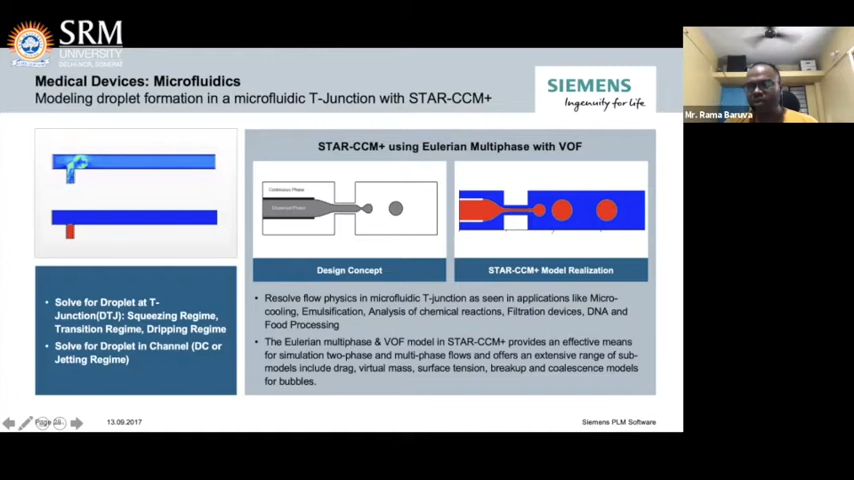 SRM
UNIVERSITY
DELHI-NCR, SONEPAT
Medical Devices: Microfluidics
Modeling droplet formation in a microfluidic T-Junction with STAR-CCM+
SIEMENS
Ingenuity for life
Mr. Rama Baruva
STAR-CCM+ using Eulerian Multiphase with VOF
Continuous Phase
Dispersed Phase
Design Concept
STAR-CCM+ Model Realization
• Solve for Droplet at T-
Junction(DTJ): Squeezing Regime,
Transition Regime, Dripping Regime
• Solve for Droplet in Channel (DC or
Jetting Regime)
• Resolve flow physics in microfluidic T-junction as seen in applications like Micro-
cooling, Emulsification, Analysis of chemical reactions, Filtration devices, DNA and
Food Processing
• The Eulerian multiphase & VOF model in STAR-CCM+ provides an effective means
for simulation two-phase and multi-phase flows and offers an extensive range of sub-
models include drag, virtual mass, surface tension, breakup and coalescence models
for bubbles.
Page
13.09.2017
Siemens PLM Software